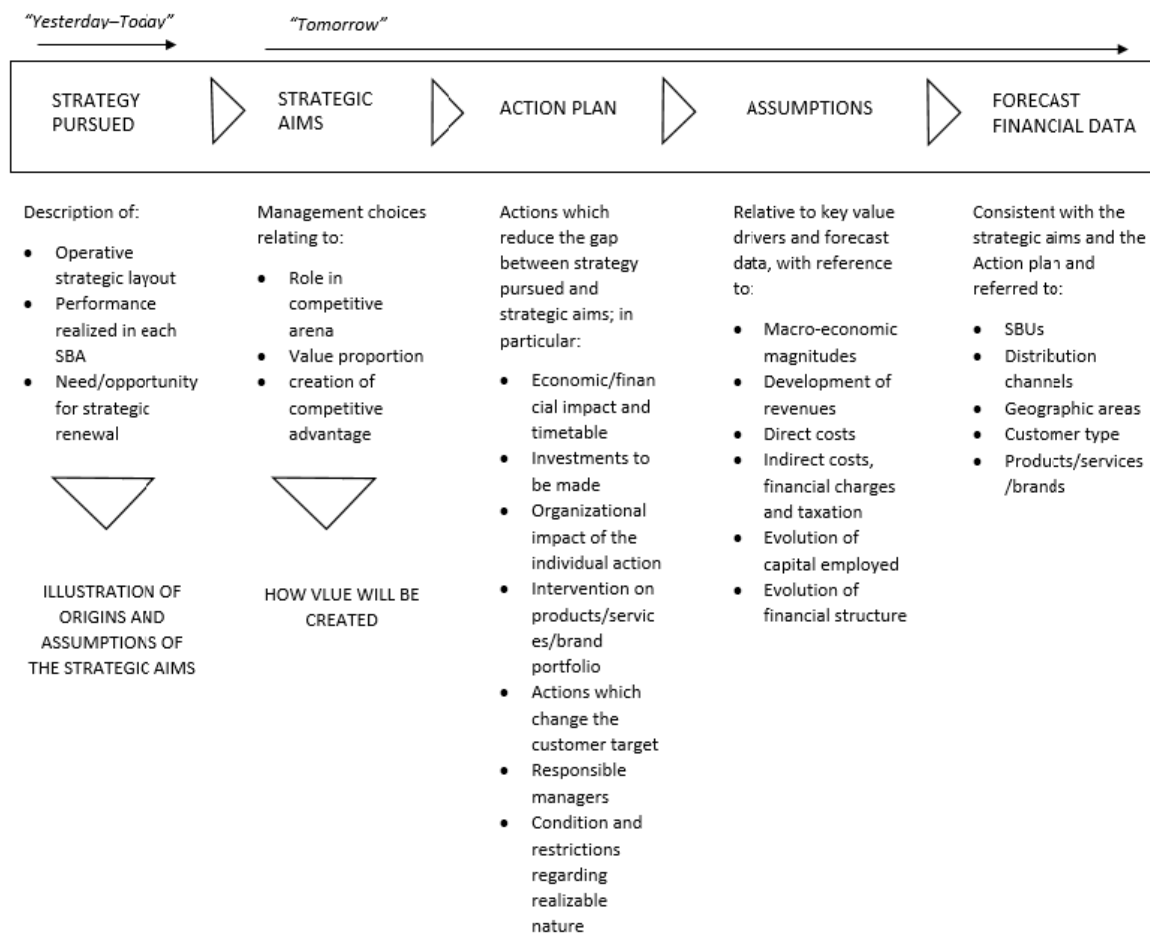 "Yesterday–Today"
"Tomorrow"
STRATEGY
PURSUED
STRATEGIC
AIMS
ACTION PLAN
ASSUMPTIONS
FORECAST
FINANCIAL DATA
Description of:
• Operative
strategic layout
• Performance
realized in each
SBA
• Need/opportunity
for strategic
renewal
ILLUSTRATION OF
ORIGINS AND
ASSUMPTIONS OF
THE STRATEGIC AIMS
Management choices
relating to:
• Role in
competitive
arena
• Value proportion
• creation of
competitive
advantage
HOW VLUE WILL BE
CREATED
Actions which
reduce the gap
between strategy
pursued and
strategic aims; in
particular:
• Economic/finan
cial impact and
timetable
• Investments to
be made
• Organizational
impact of the
individual action
• Intervention on
products/servic
es/brand
portfolio
• Actions which
change the
customer target
• Responsible
managers
• Condition and
restrictions
regarding
realizable
nature
Relative to key value
drivers and forecast
data, with reference
to:
• Macro-economic
magnitudes
• Development of
revenues
• Direct costs
• Indirect costs,
financial charges
and taxation
• Evolution of
capital employed
• Evolution of
financial structure
Consistent with the
strategic aims and the
Action plan and
referred to:
• SBUs
• Distribution
channels
• Geographic areas
• Customer type
• Products/services
/brands